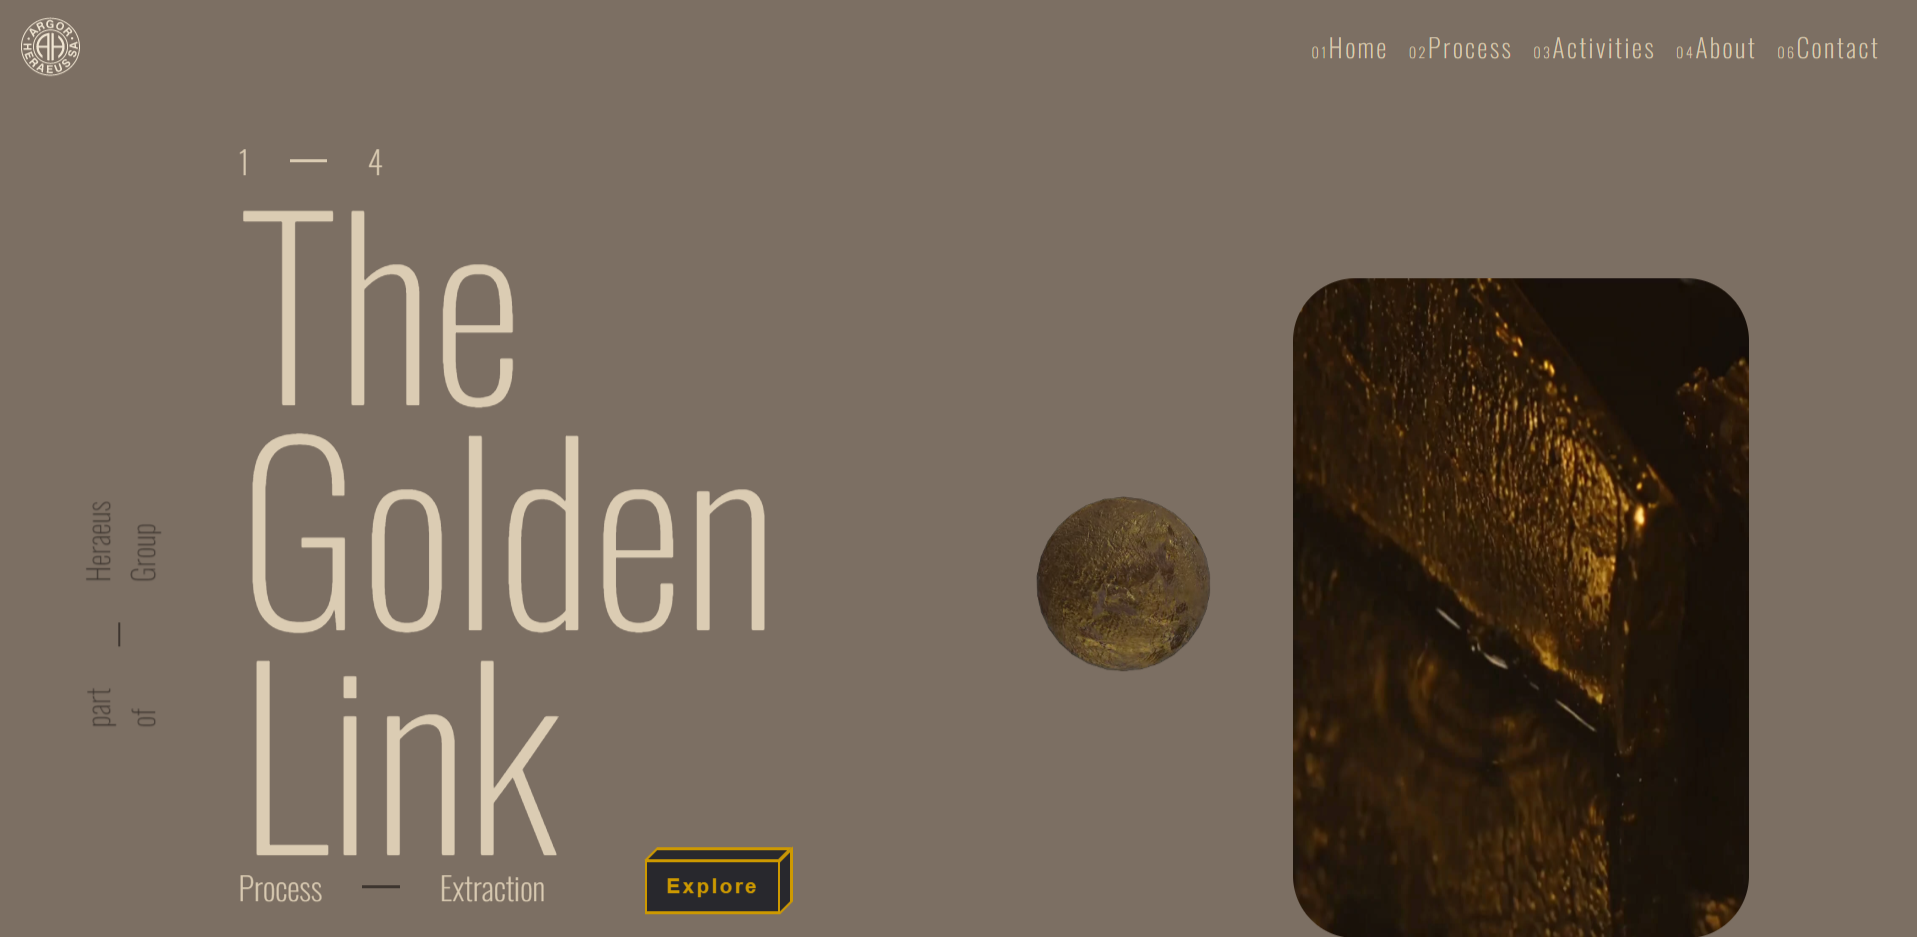 ARGOR · HERAEUS SA · AH
01Home 02Process 03Activities 04About 06Contact
1 — 4
The
Golden
Link
part — Heraeus
of Group
Process — Extraction
Explore